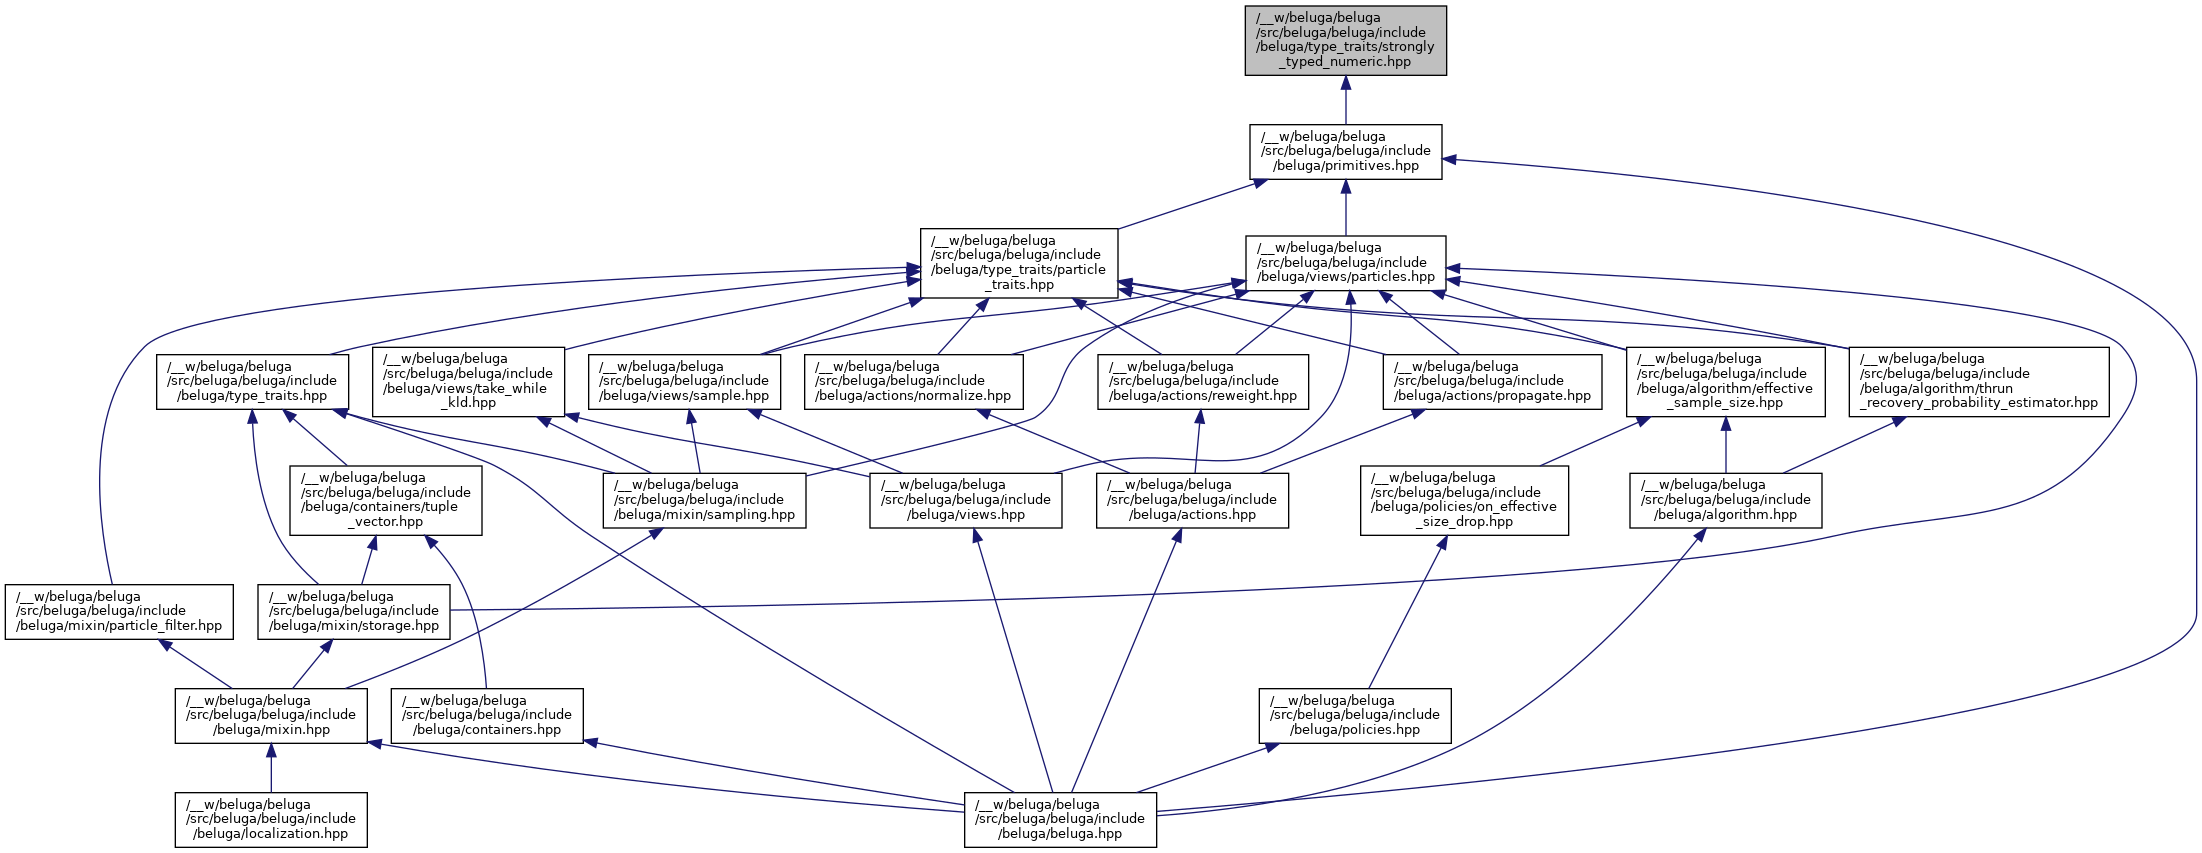 /__w/beluga/beluga
/src/beluga/beluga/include
/beluga/type_traits/strongly
_typed_numeric.hpp
/__w/beluga/beluga
/src/beluga/beluga/include
/beluga/primitives.hpp
/__w/beluga/beluga
/src/beluga/beluga/include
/beluga/type_traits/particle
_traits.hpp
/__w/beluga/beluga
/src/beluga/beluga/include
/beluga/views/particles.hpp
/__w/beluga/beluga
/src/beluga/beluga/include
/beluga/type_traits.hpp
/__w/beluga/beluga
/src/beluga/beluga/include
/beluga/views/take_while
_kld.hpp
/__w/beluga/beluga
/src/beluga/beluga/include
/beluga/views/sample.hpp
/__w/beluga/beluga
/src/beluga/beluga/include
/beluga/actions/normalize.hpp
/__w/beluga/beluga
/src/beluga/beluga/include
/beluga/actions/reweight.hpp
/__w/beluga/beluga
/src/beluga/beluga/include
/beluga/actions/propagate.hpp
/__w/beluga/beluga
/src/beluga/beluga/include
/beluga/algorithm/effective
_sample_size.hpp
/__w/beluga/beluga
/src/beluga/beluga/include
/beluga/algorithm/thrun
_recovery_probability_estimator.hpp
/__w/beluga/beluga
/src/beluga/beluga/include
/beluga/containers/tuple
_vector.hpp
/__w/beluga/beluga
/src/beluga/beluga/include
/beluga/mixin/sampling.hpp
/__w/beluga/beluga
/src/beluga/beluga/include
/beluga/views.hpp
/__w/beluga/beluga
/src/beluga/beluga/include
/beluga/actions.hpp
/__w/beluga/beluga
/src/beluga/beluga/include
/beluga/policies/on_effective
_size_drop.hpp
/__w/beluga/beluga
/src/beluga/beluga/include
/beluga/algorithm.hpp
/__w/beluga/beluga
/src/beluga/beluga/include
/beluga/mixin/particle_filter.hpp
/__w/beluga/beluga
/src/beluga/beluga/include
/beluga/mixin/storage.hpp
/__w/beluga/beluga
/src/beluga/beluga/include
/beluga/mixin.hpp
/__w/beluga/beluga
/src/beluga/beluga/include
/beluga/containers.hpp
/__w/beluga/beluga
/src/beluga/beluga/include
/beluga/policies.hpp
/__w/beluga/beluga
/src/beluga/beluga/include
/beluga/localization.hpp
/__w/beluga/beluga
/src/beluga/beluga/include
/beluga/beluga.hpp